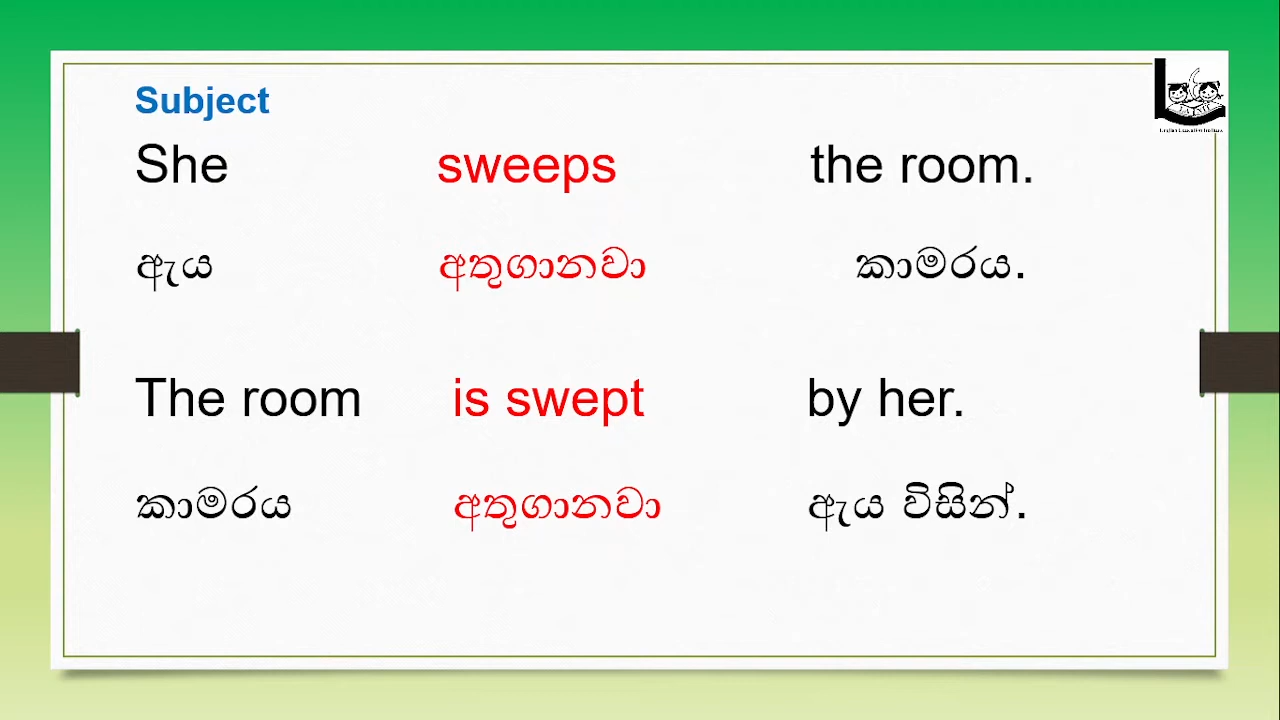 Subject
She sweeps the room.
ඇය අතුගානවා කාමරය.
The room is swept by her.
කාමරය අතුගානවා ඇය විසින්.